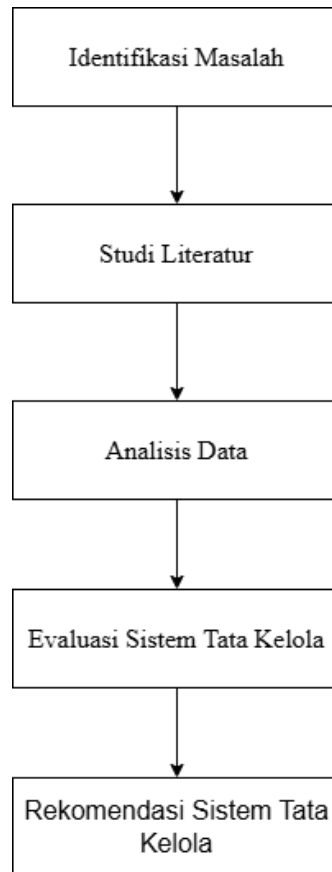 Identifikasi Masalah
Studi Literatur
Analisis Data
Evaluasi Sistem Tata Kelola
Rekomendasi Sistem Tata
Kelola